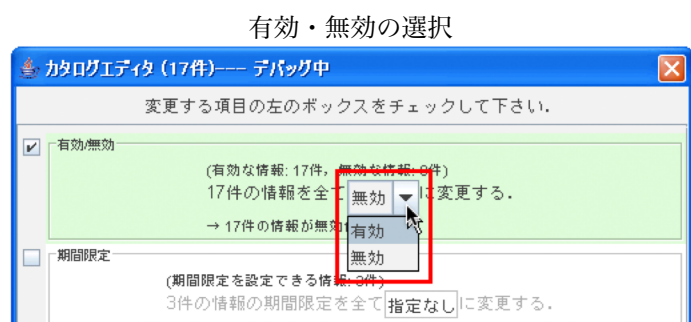 有効・無効の選択
カタログエディタ (17件)--- デバッグ中
変更する項目の左のボックスをチェックして下さい.
有効/無効
(有効な情報: 17件, 無効な情報: 0件)
17件の情報を全て 無効 に変更する.
→ 17件の情報が無効
有効
無効
期間限定
(期間限定を設定できる情報: 3件)
3件の情報の期間限定を全て 指定なし に変更する.